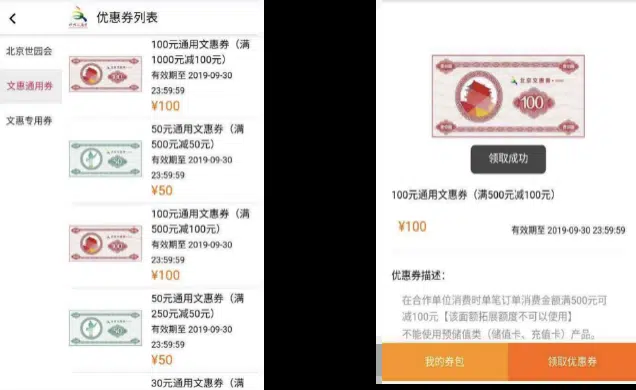 优惠券列表
北京世园会
文惠通用券
文惠专用券
100元通用文惠券（满
1000元减100元）
有效期至 2019-09-30
23:59:59
¥100
50元通用文惠券（满
500元减50元）
有效期至 2019-09-30
23:59:59
¥50
100元通用文惠券（满
500元减100元）
有效期至 2019-09-30
23:59:59
¥100
50元通用文惠券（满
250元减50元）
有效期至 2019-09-30
23:59:59
¥50
30元通用文惠券（满
100
50
100
50
北京文惠券
100
领取成功
100元通用文惠券（满500元减100元）
¥100
有效期至 2019-09-30 23:59:59
优惠券描述：
在合作单位消费时单笔订单消费金额满500元可
减100元【该面额拓展额度不可以使用】
不能使用预储值类（储值卡、充值卡）产品。
我的券包
领取优惠券